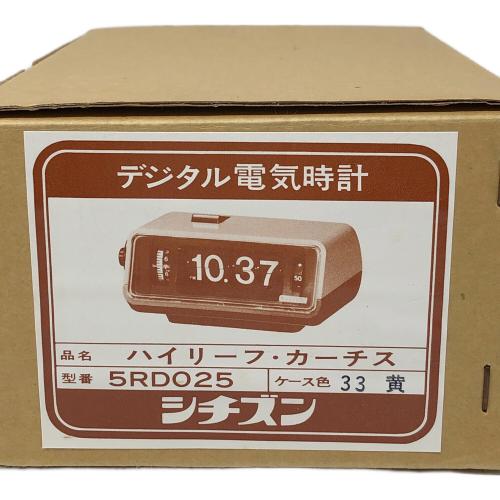 デジタル電気時計
10.37
50
品名 ハイリーフ・カーチス
型番 5RD025 ケース色 33 黄
シチズン